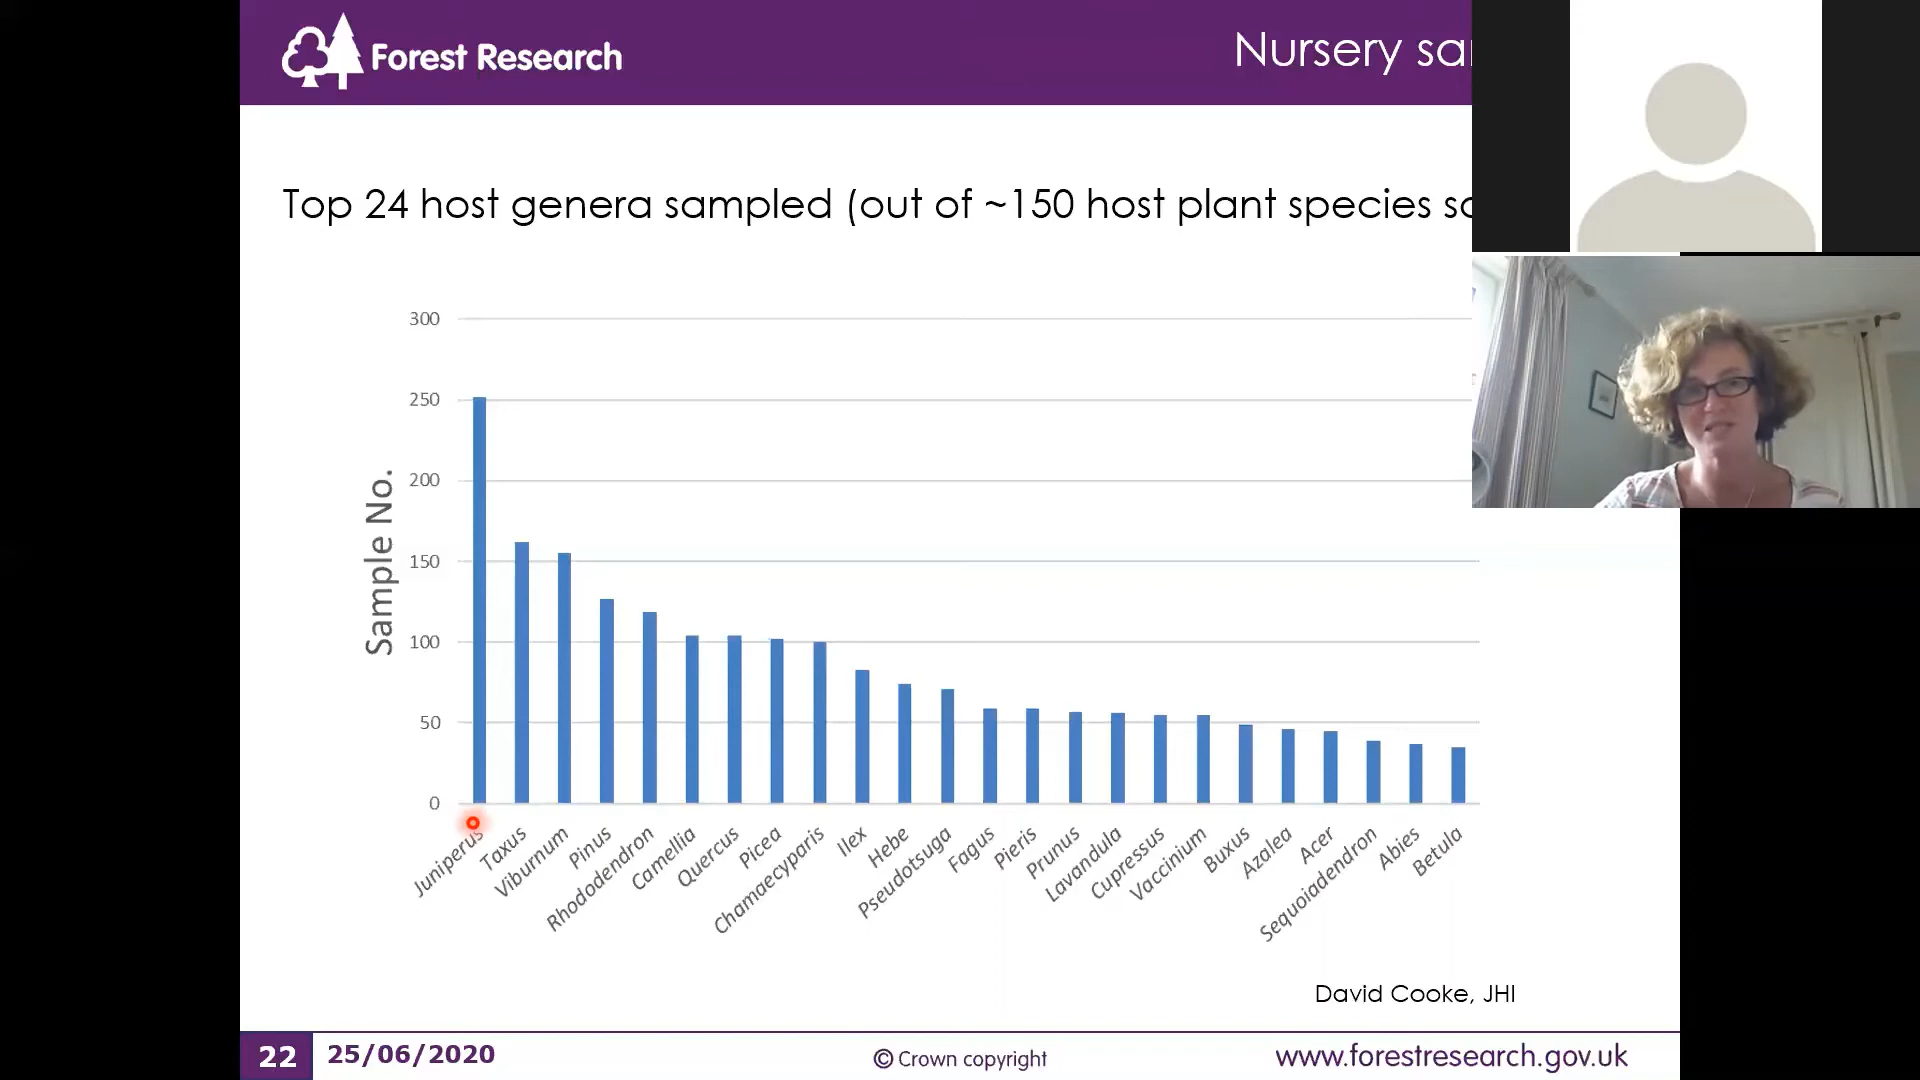 Forest Research
Nursery
Top 24 host genera sampled (out of ~150 host plant species
300
250
200
150
100
50
0
Sample No.
Juniperus
Taxus
Viburnum
Pinus
Rhododendron
Camellia
Quercus
Picea
Chamaecyparis
Ilex
Hebe
Pseudotsuga
Fagus
Pieris
Prunus
Lavandula
Cupressus
Vaccinium
Buxus
Azalea
Acer
Sequoiadendron
Abies
Betula
David Cooke, JHI
22
25/06/2020
© Crown copyright
www.forestresearch.gov.uk